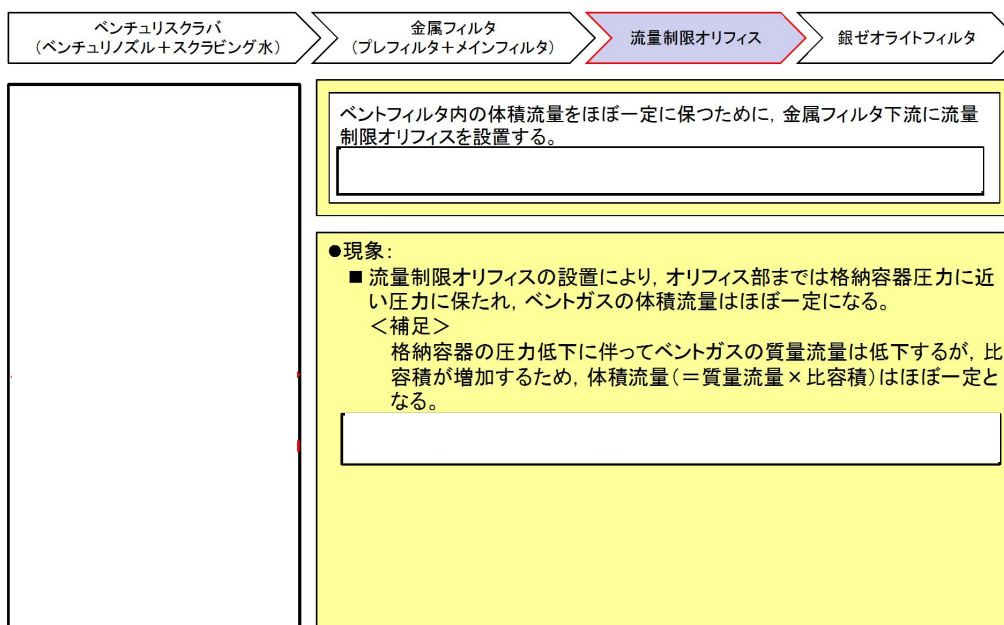 ベンチュリスクラバ
（ベンチュリノズル＋スクラビング水）
金属フィルタ
（プレフィルタ＋メインフィルタ）
流量制限オリフィス
銀ゼオライトフィルタ
ベントフィルタ内の体積流量をほぼ一定に保つために，金属フィルタ下流に流量
制限オリフィスを設置する。
●現象：
■ 流量制限オリフィスの設置により，オリフィス部までは格納容器圧力に近
い圧力に保たれ，ベントガスの体積流量はほぼ一定になる。
＜補足＞
格納容器の圧力低下に伴ってベントガスの質量流量は低下するが，比
容積が増加するため，体積流量（＝質量流量×比容積）はほぼ一定と
なる。